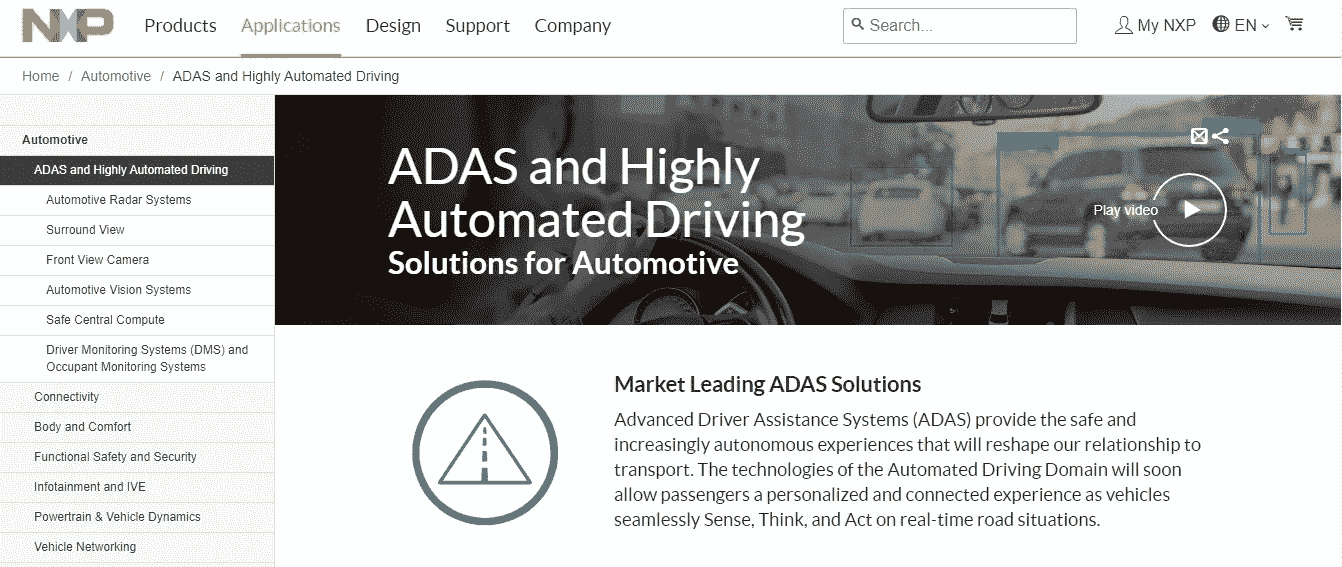 NXP
Products
Applications
Design
Support
Company
Search...
My NXP
EN
Home / Automotive / ADAS and Highly Automated Driving
Automotive
ADAS and Highly Automated Driving
Automotive Radar Systems
Surround View
Front View Camera
Automotive Vision Systems
Safe Central Compute
Driver Monitoring Systems (DMS) and
Occupant Monitoring Systems
Connectivity
Body and Comfort
Functional Safety and Security
Infotainment and IVE
Powertrain & Vehicle Dynamics
Vehicle Networking
ADAS and Highly
Automated Driving
Solutions for Automotive
Play video
Market Leading ADAS Solutions
Advanced Driver Assistance Systems (ADAS) provide the safe and
increasingly autonomous experiences that will reshape our relationship to
transport. The technologies of the Automated Driving Domain will soon
allow passengers a personalized and connected experience as vehicles
seamlessly Sense, Think, and Act on real-time road situations.